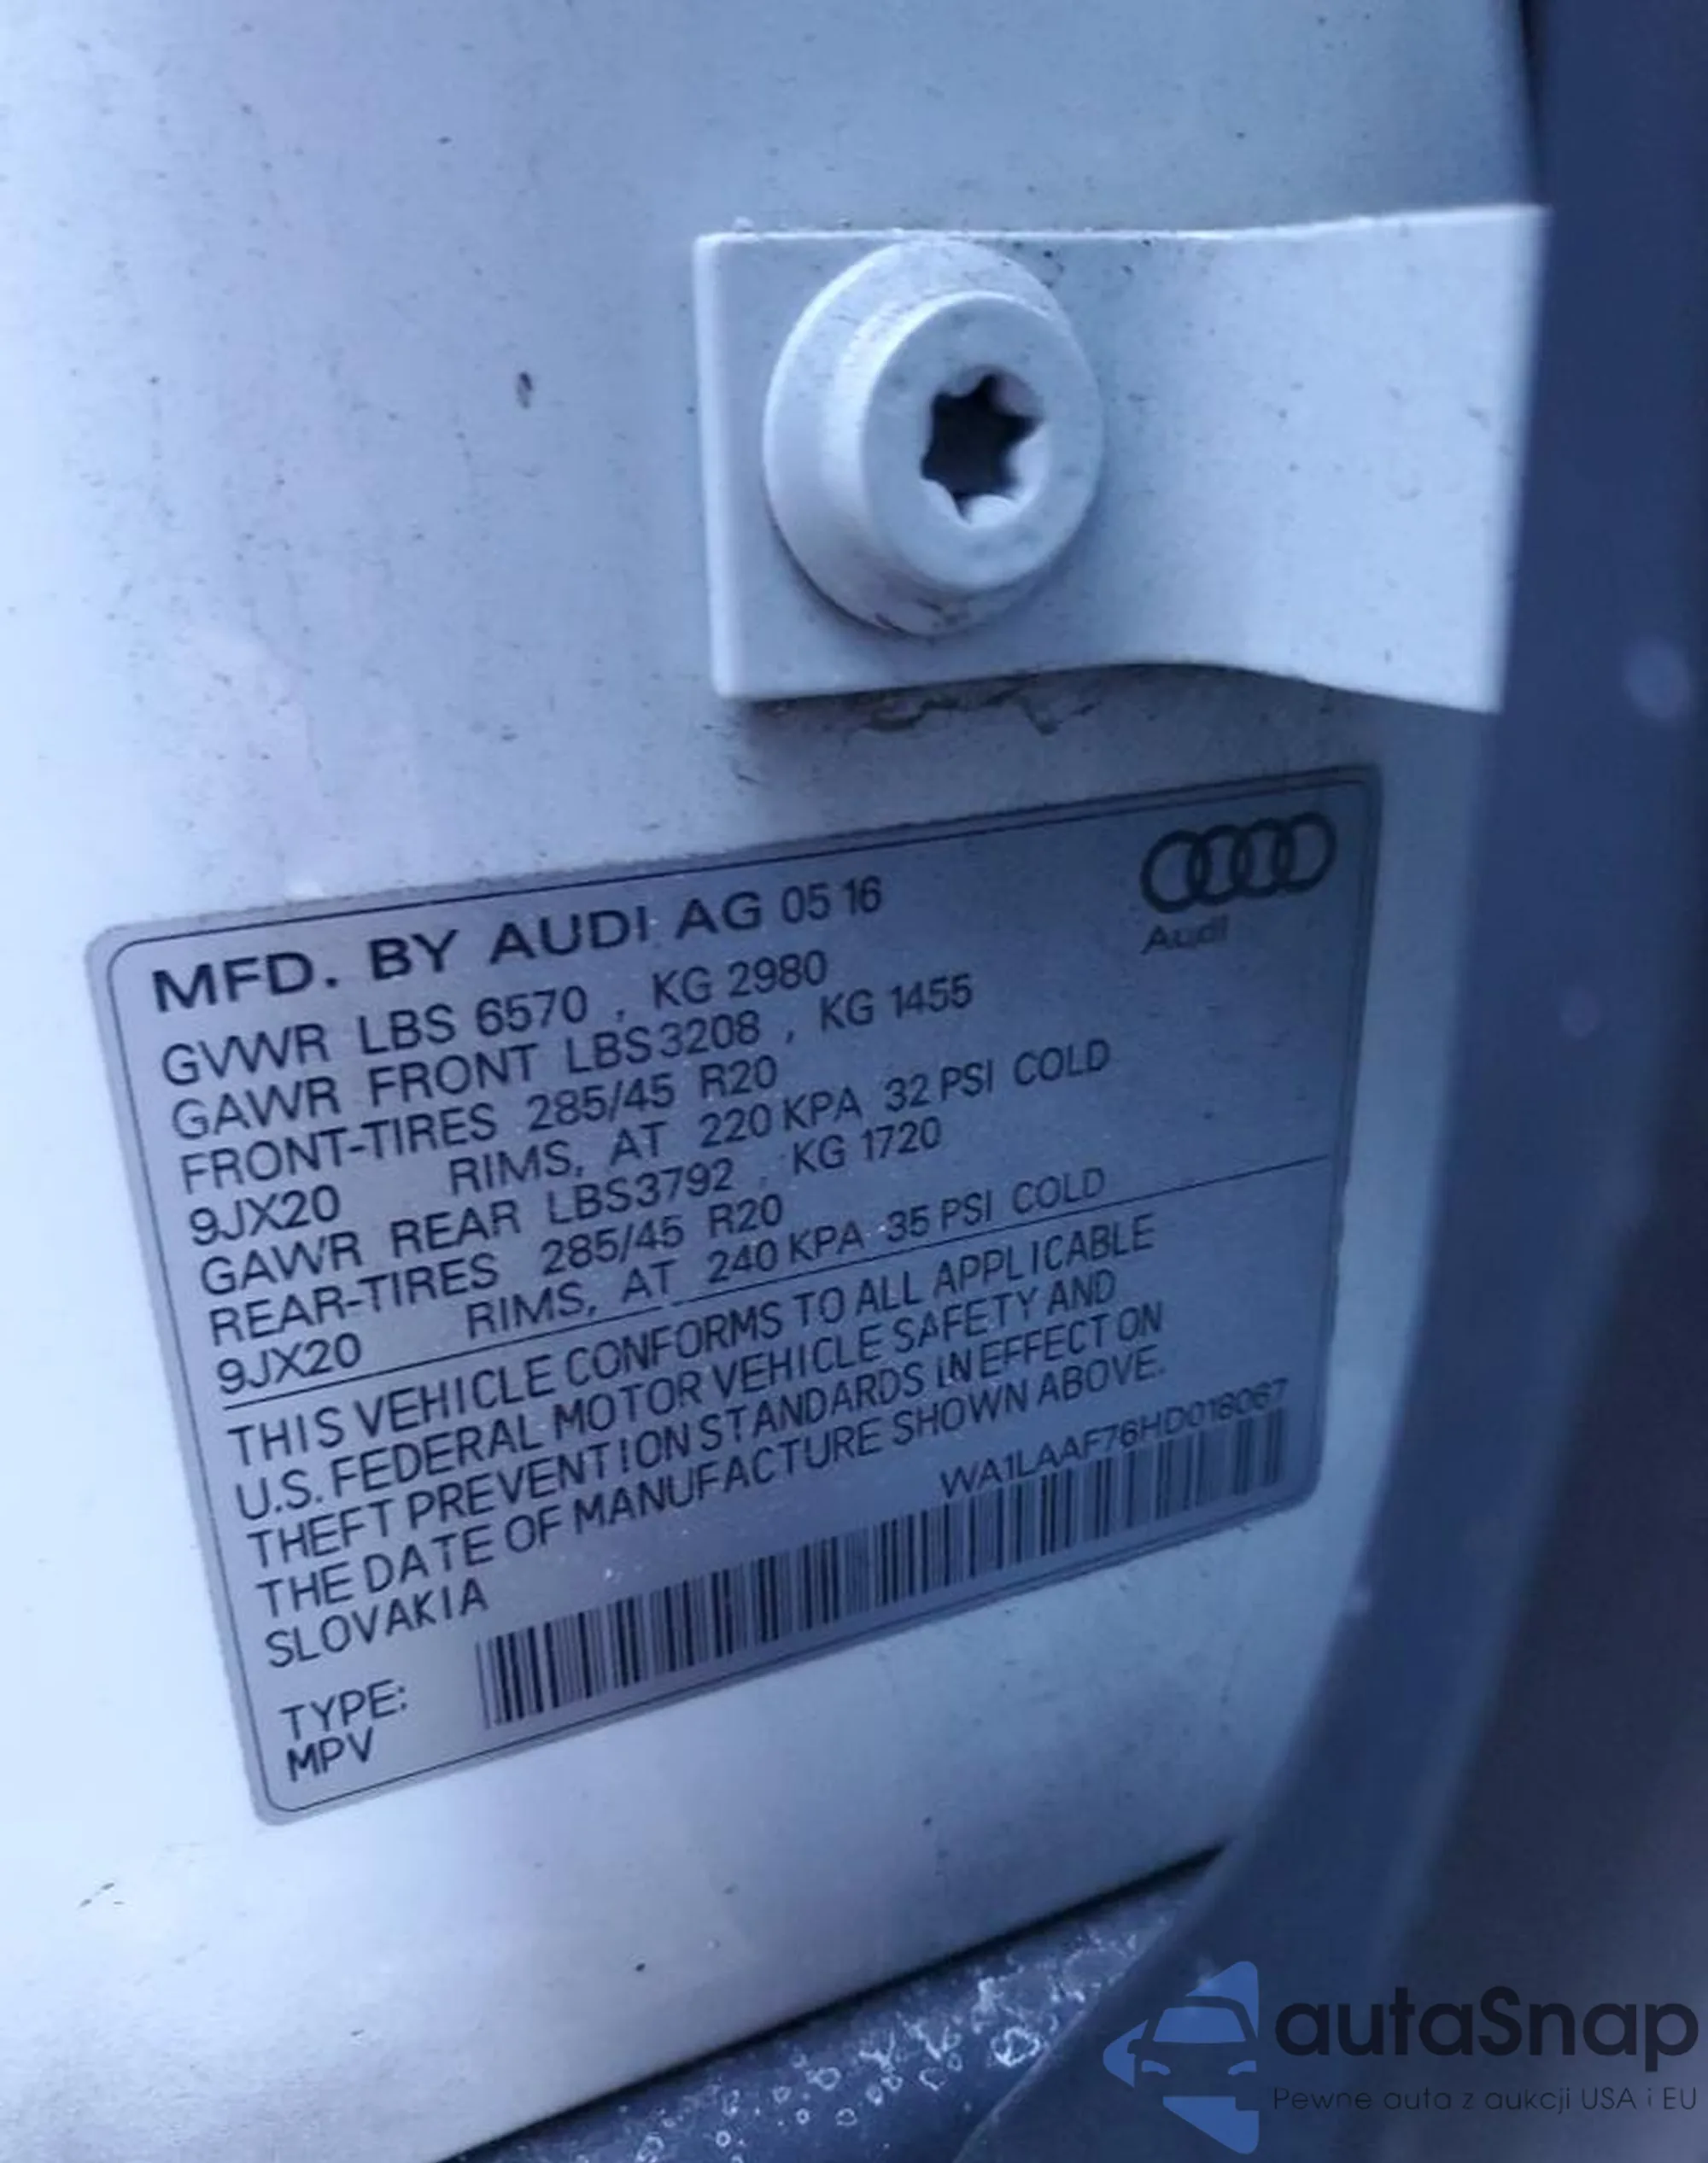 MFD. BY AUDI AG 05 16
Audi
GVWR LBS 6570 , KG 2980
GAWR FRONT LBS3208 , KG 1455
FRONT-TIRES 285/45 R20
9JX20 RIMS, AT 220 KPA 32 PSI COLD
GAWR REAR LBS3792 , KG 1720
REAR-TIRES 285/45 R20
9JX20 RIMS, AT 240 KPA 35 PSI COLD
THIS VEHICLE CONFORMS TO ALL APPLICABLE
U.S. FEDERAL MOTOR VEHICLE SAFETY AND
THEFT PREVENTION STANDARDS IN EFFECT ON
THE DATE OF MANUFACTURE SHOWN ABOVE.
SLOVAKIA
WA1LAAF76HD018067
TYPE:
MPV
autaSnap
Pewne auta z aukcji USA i EU